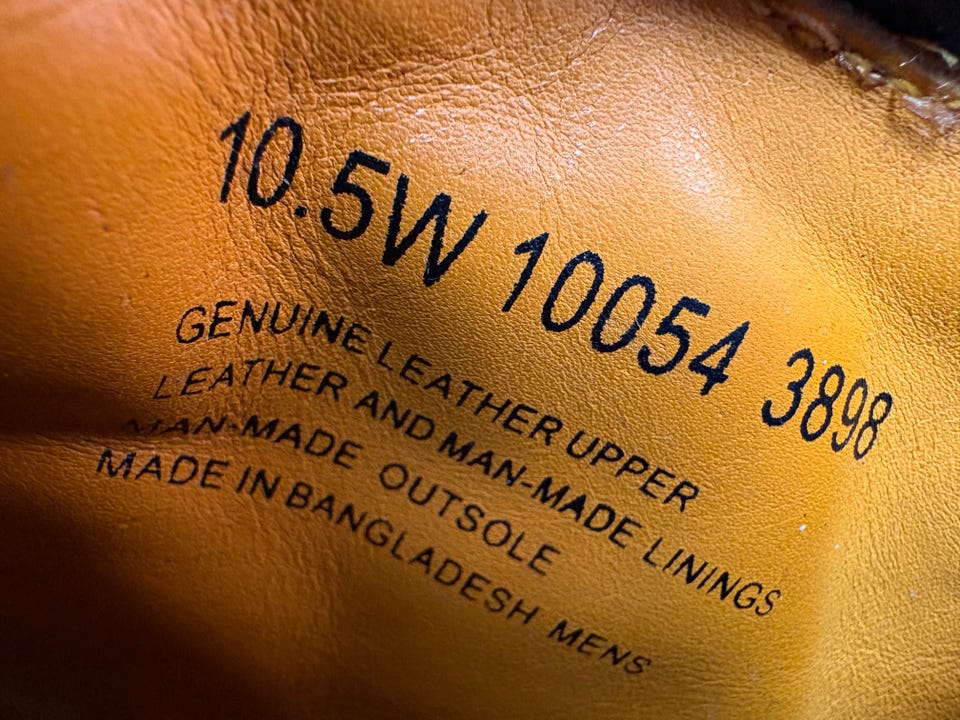 10.5W 10054 3898
GENUINE LEATHER UPPER
LEATHER AND MAN-MADE LININGS
MAN-MADE OUTSOLE
MADE IN BANGLADESH MENS